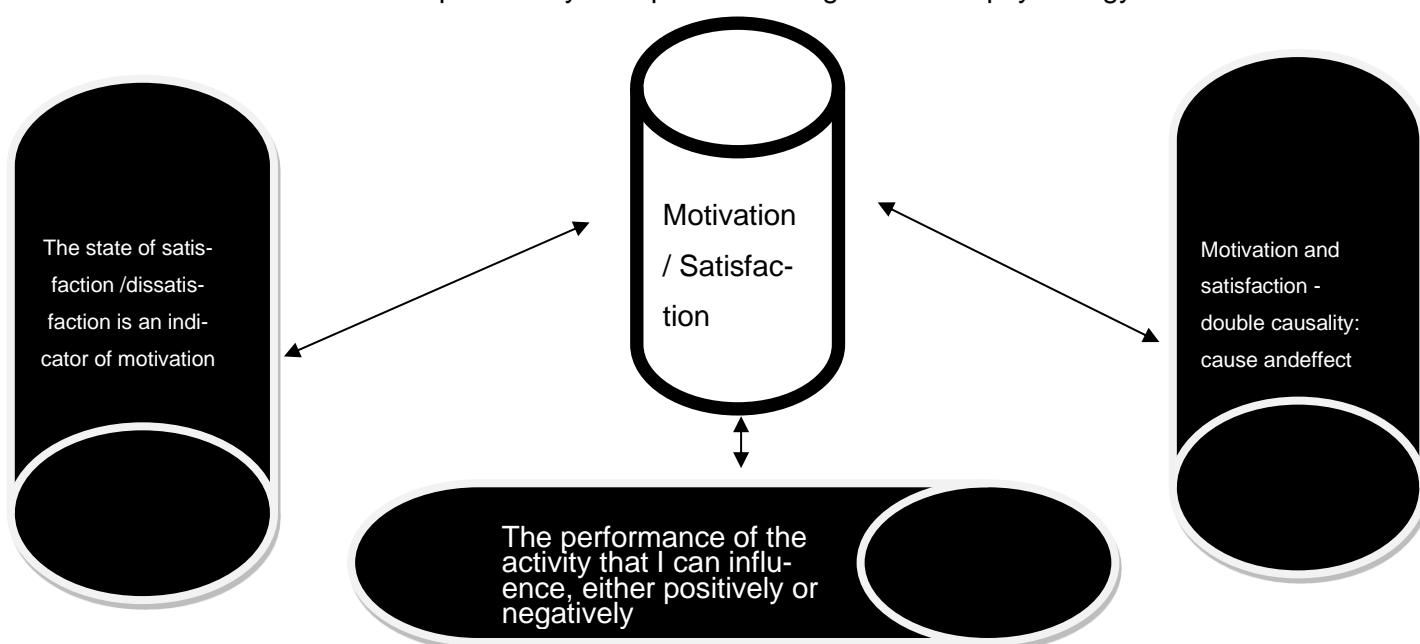 Motivation
/ Satisfac-
tion
The state of satis-
faction /dissatis-
faction is an indi-
cator of motivation
Motivation and
satisfaction -
double causality:
cause andeffect
The performance of the
activity that I can influ-
ence, either positively or
negatively